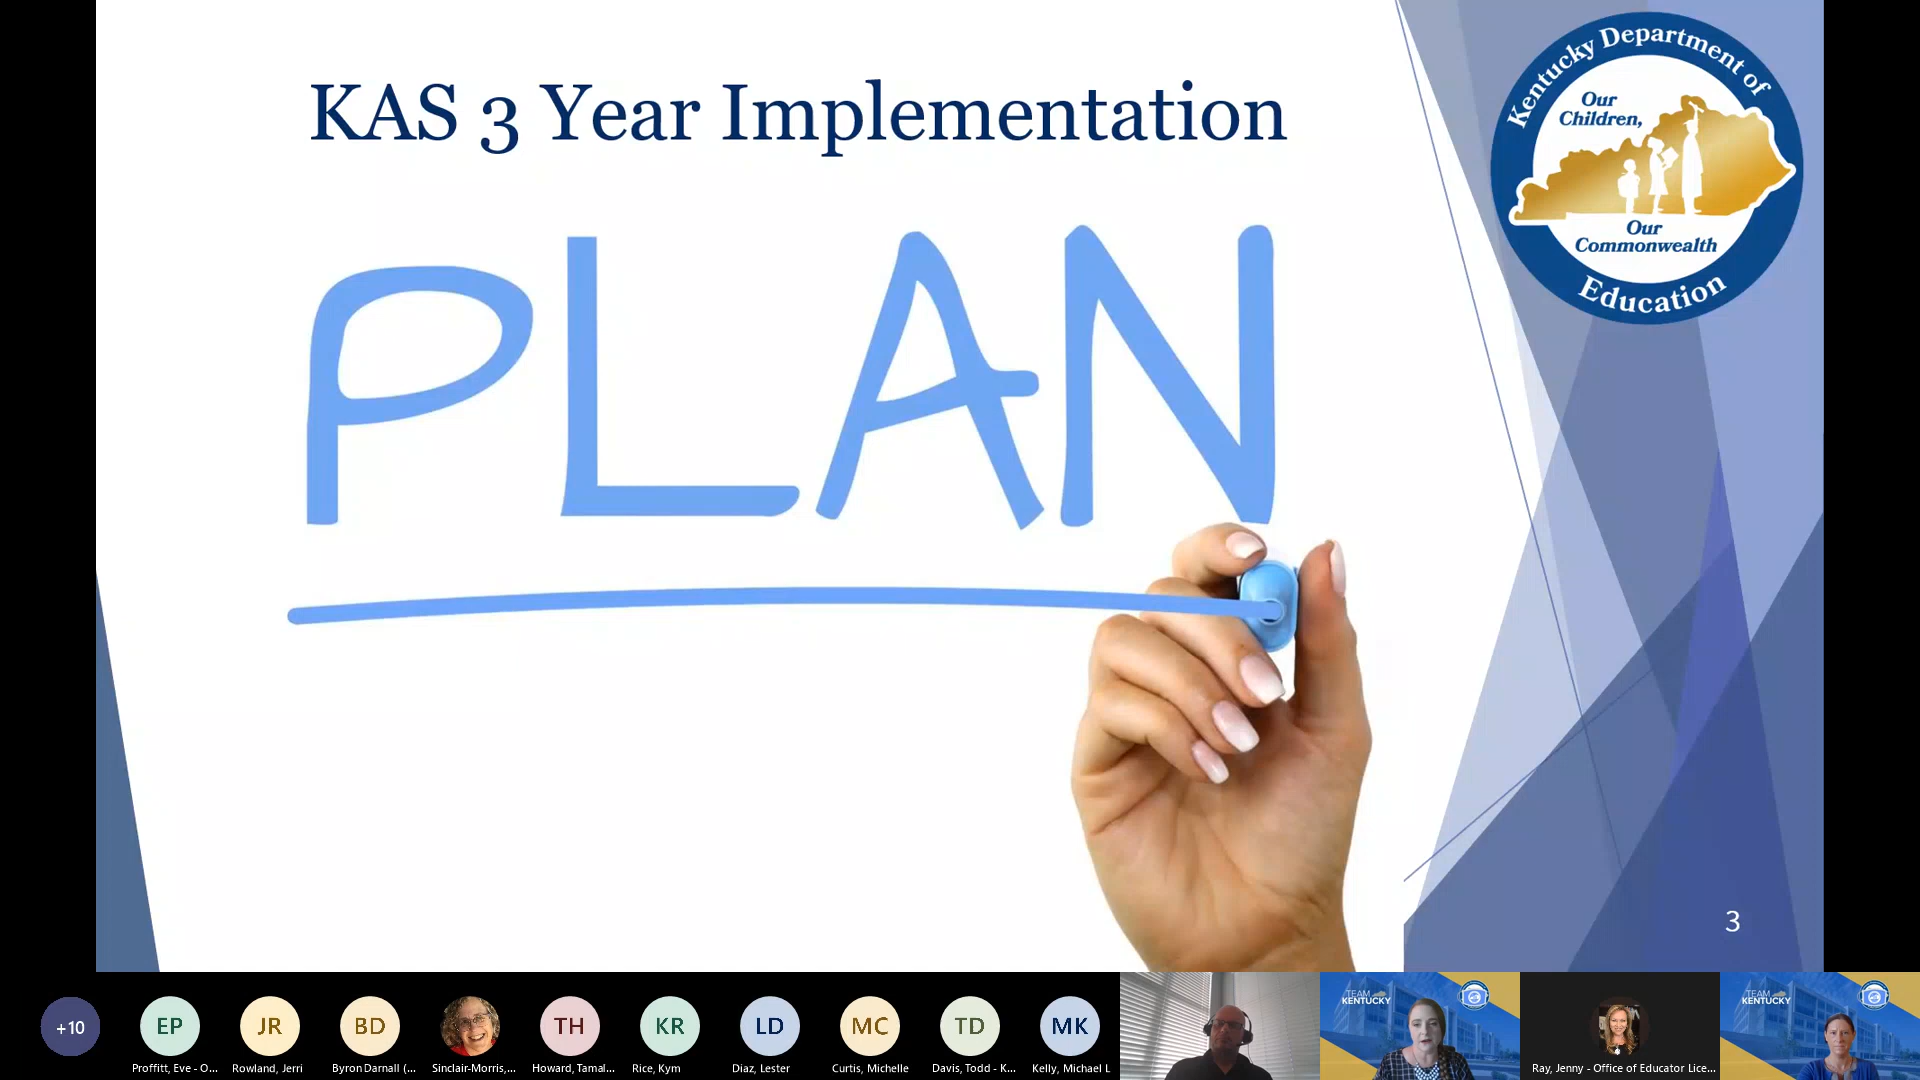 KAS 3 Year Implementation
PLAN
Kentucky Department of
Education
Our
Children,
Our
Commonwealth
3
+10
EP
JR
BD
TH
KR
LD
MC
TD
MK
TEAM
KENTUCKY
TEAM
KENTUCKY
Proffitt, Eve - O...
Rowland, Jerri
Byron Darnall (...
Sinclair-Morris,...
Howard, Tamal...
Rice, Kym
Diaz, Lester
Curtis, Michelle
Davis, Todd - K...
Kelly, Michael L
Ray, Jenny - Office of Educator Lice...